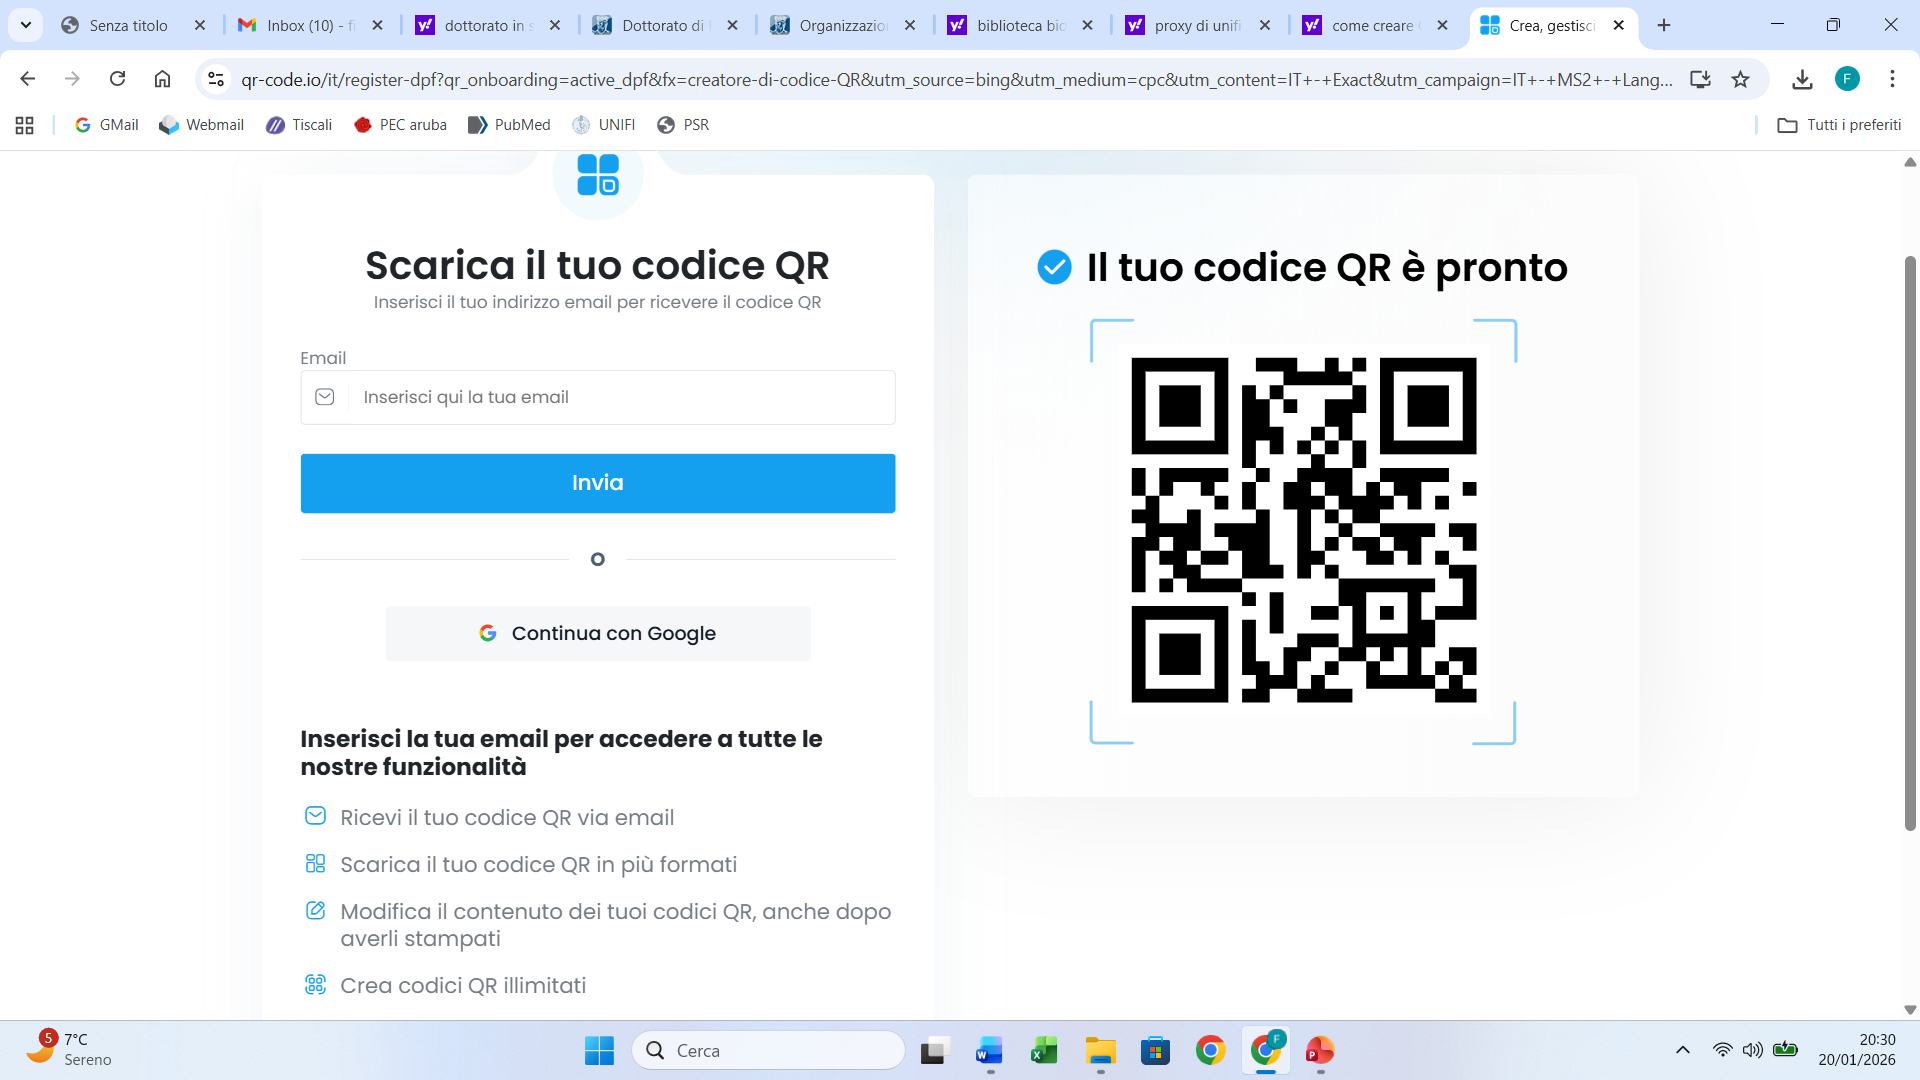 Senza titolo
Inbox (10) - fi
dottorato in s
Dottorato di
Organizzazio
biblioteca bio
proxy di unifi
come creare
Crea, gestisci
qr-code.io/it/register-dpf?qr_onboarding=active_dpf&fx=creatore-di-codice-QR&utm_source=bing&utm_medium=cpc&utm_content=IT+-+Exact&utm_campaign=IT+-+MS2+-+Lang...
F
GMail
Webmail
Tiscali
PEC aruba
PubMed
UNIFI
PSR
Tutti i preferiti
Scarica il tuo codice QR
Inserisci il tuo indirizzo email per ricevere il codice QR
Email
Inserisci qui la tua email
Invia
O
Continua con Google
Inserisci la tua email per accedere a tutte le
nostre funzionalità
Ricevi il tuo codice QR via email
Scarica il tuo codice QR in più formati
Modifica il contenuto dei tuoi codici QR, anche dopo
averli stampati
Crea codici QR illimitati
Il tuo codice QR è pronto
5
7°C
Sereno
Cerca
F
20:30
20/01/2026